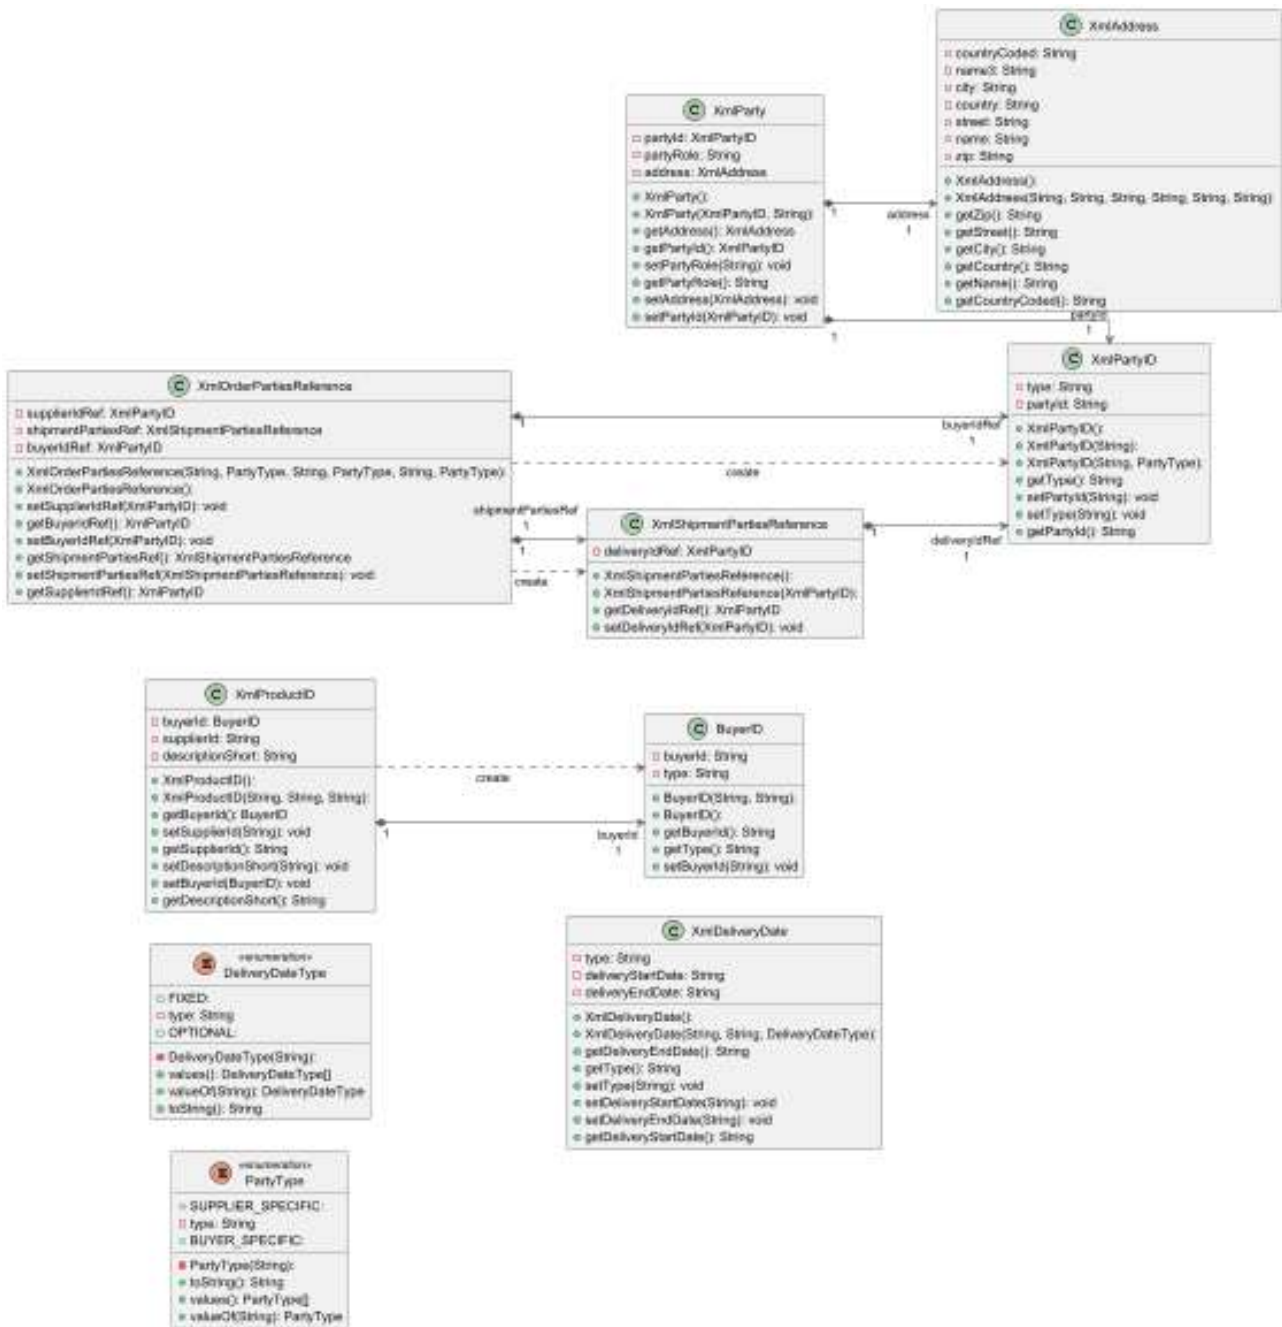 XmlAddress
countryCoded: String
name3: String
city: String
country: String
street: String
name: String
zip: String
XmlAddress():
XmlAddress(String, String, String, String, String, String):
getZip(): String
getStreet(): String
getCity(): String
getCountry(): String
getName(): String
getCountryCoded(): String
XmlParty
partyId: XmlPartyID
partyRole: String
address: XmlAddress
XmlParty():
XmlParty(XmlPartyID, String):
getAddress(): XmlAddress
getPartyId(): XmlPartyID
setPartyRole(String): void
getPartyRole(): String
setAddress(XmlAddress): void
setPartyId(XmlPartyID): void
1
address
1
1
partyId
1
XmlPartyID
type: String
partyId: String
XmlPartyID():
XmlPartyID(String):
XmlPartyID(String, PartyType):
getType(): String
setPartyId(String): void
setType(String): void
getPartyId(): String
XmlOrderPartiesReference
supplierIdRef: XmlPartyID
shipmentPartiesRef: XmlShipmentPartiesReference
buyerIdRef: XmlPartyID
XmlOrderPartiesReference(String, PartyType, String, PartyType, String, PartyType):
XmlOrderPartiesReference():
setSupplierIdRef(XmlPartyID): void
getBuyerIdRef(): XmlPartyID
setBuyerIdRef(XmlPartyID): void
getShipmentPartiesRef(): XmlShipmentPartiesReference
setShipmentPartiesRef(XmlShipmentPartiesReference): void
getSupplierIdRef(): XmlPartyID
1
buyerIdRef
1
create
shipmentPartiesRef
1
1
create
XmlShipmentPartiesReference
deliveryIdRef: XmlPartyID
XmlShipmentPartiesReference():
XmlShipmentPartiesReference(XmlPartyID):
getDeliveryIdRef(): XmlPartyID
setDeliveryIdRef(XmlPartyID): void
1
deliveryIdRef
1
XmlProductID
buyerId: BuyerID
supplierId: String
descriptionShort: String
XmlProductID():
XmlProductID(String, String, String):
getBuyerId(): BuyerID
setSupplierId(String): void
getSupplierId(): String
setDescriptionShort(String): void
setBuyerId(BuyerID): void
getDescriptionShort(): String
create
1
buyerId
1
BuyerID
buyerId: String
type: String
BuyerID(String, String):
BuyerID():
getBuyerId(): String
getType(): String
setBuyerId(String): void
«enumeration»
DeliveryDateType
FIXED:
type: String
OPTIONAL:
DeliveryDateType(String):
values(): DeliveryDateType[]
valueOf(String): DeliveryDateType
toString(): String
XmlDeliveryDate
type: String
deliveryStartDate: String
deliveryEndDate: String
XmlDeliveryDate():
XmlDeliveryDate(String, String, DeliveryDateType):
getDeliveryEndDate(): String
getType(): String
setType(String): void
setDeliveryStartDate(String): void
setDeliveryEndDate(String): void
getDeliveryStartDate(): String
«enumeration»
PartyType
SUPPLIER_SPECIFIC:
type: String
BUYER_SPECIFIC:
PartyType(String):
toString(): String
values(): PartyType[]
valueOf(String): PartyType